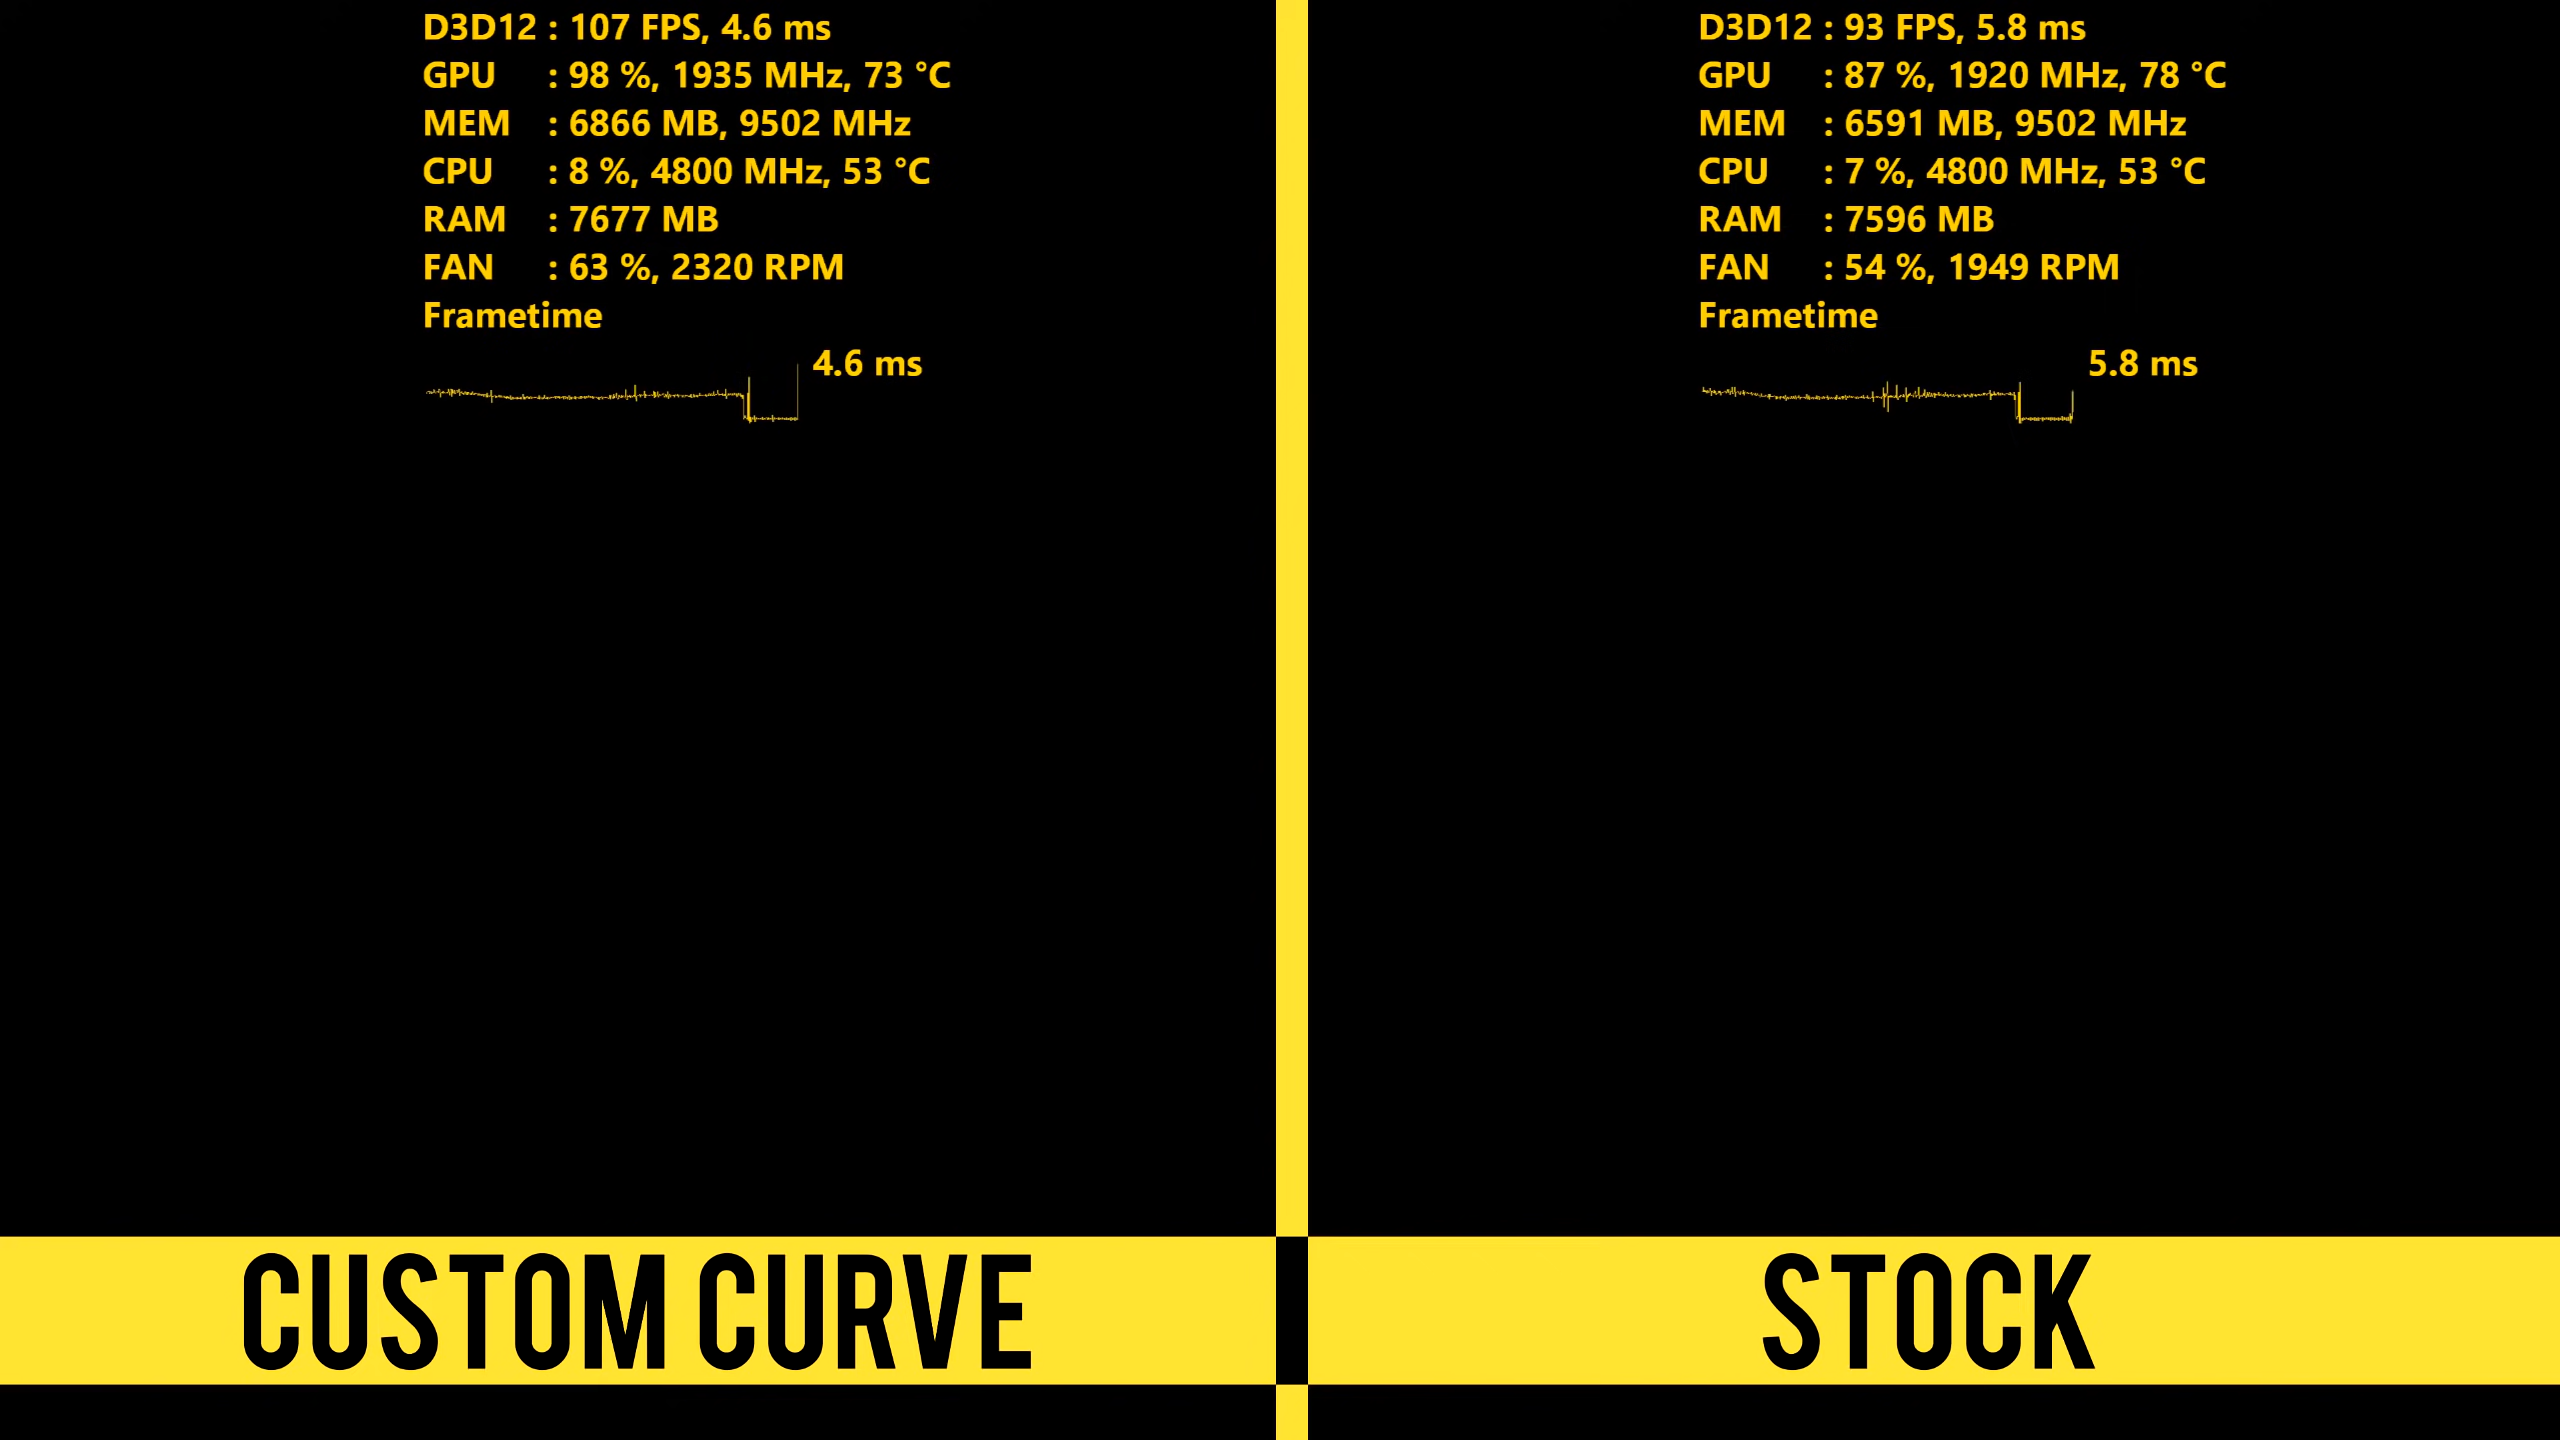 D3D12 : 107 FPS, 4.6 ms
GPU : 98 %, 1935 MHz, 73 °C
MEM : 6866 MB, 9502 MHz
CPU : 8 %, 4800 MHz, 53 °C
RAM : 7677 MB
FAN : 63 %, 2320 RPM
Frametime
4.6 ms
CUSTOM CURVE
D3D12 : 93 FPS, 5.8 ms
GPU : 87 %, 1920 MHz, 78 °C
MEM : 6591 MB, 9502 MHz
CPU : 7 %, 4800 MHz, 53 °C
RAM : 7596 MB
FAN : 54 %, 1949 RPM
Frametime
5.8 ms
STOCK